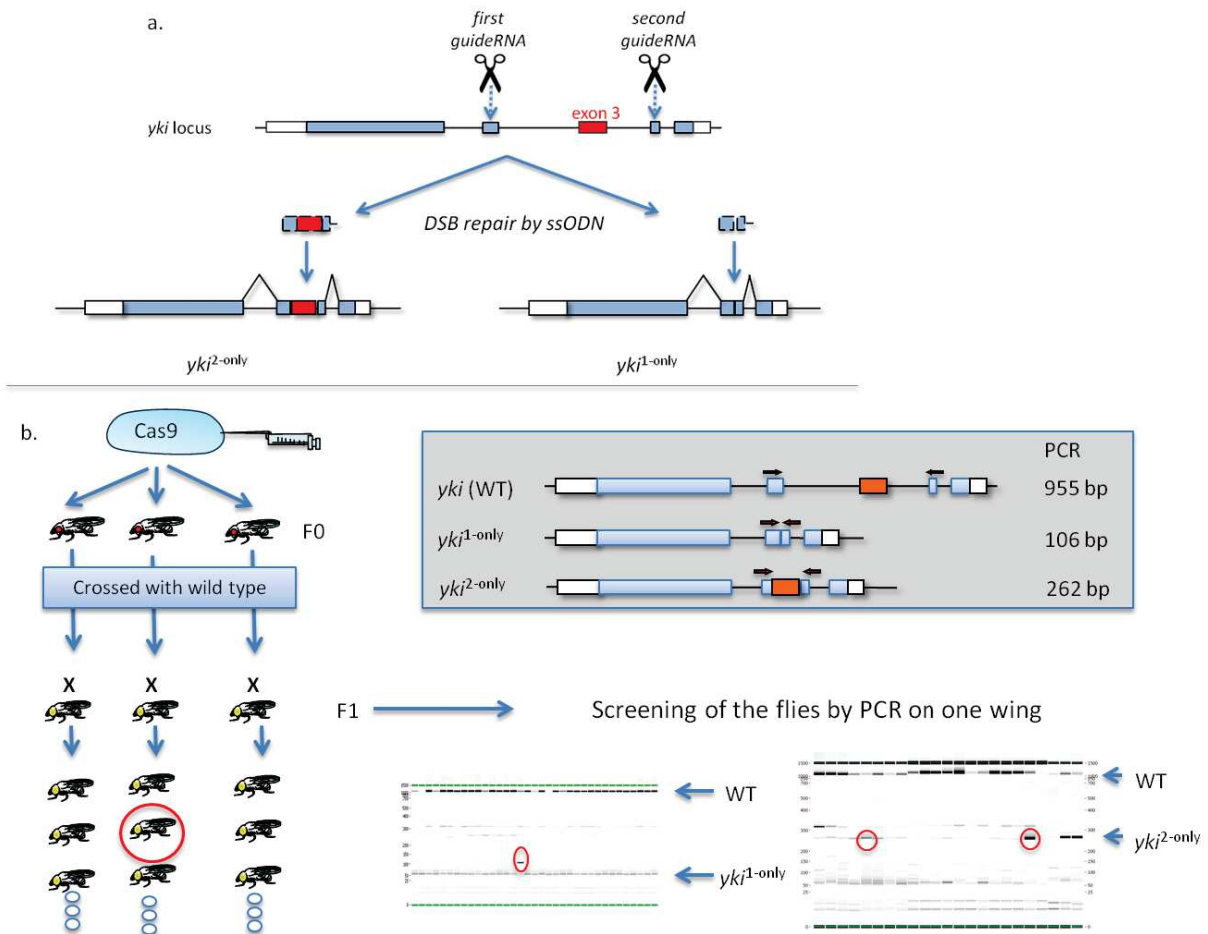 a.
first guideRNA
second guideRNA
exon 3
yki locus
DSB repair by ssODN
yki2-only
yki1-only
b.
Cas9
F0
Crossed with wild type
X X X
F1
PCR
yki (WT) 955 bp
yki1-only 106 bp
yki2-only 262 bp
Screening of the flies by PCR on one wing
WT
yki1-only
WT
yki2-only